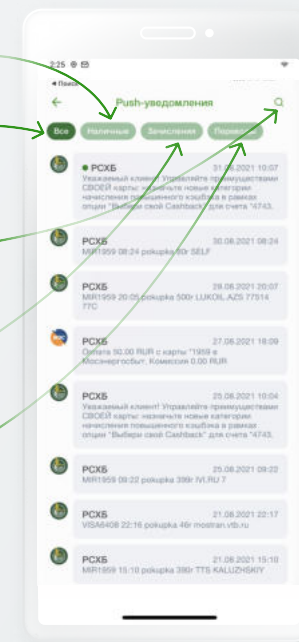 2:25
◂ Поиск
Push-уведомления
Все Наличные Зачисления Переводы
РСХБ 31.08.2021 10:07
Уважаемый клиент! Управляйте преимуществами
СВОЕЙ карты: назначьте новые категории
начисления повышенного кэшбэка в рамках
опции "Выбери свой Cashback" для счета *4743.
РСХБ 30.08.2021 08:24
MIR1959 08:24 pokupka 60r SELF
РСХБ 28.08.2021 20:07
MIR1959 20:05 pokupka 500r LUKOIL.AZS 77514
77C
РСХБ 27.08.2021 16:09
Оплата 50.00 RUR с карты *1959 в
Мосэнергосбыт. Комиссия 0.00 RUR
РСХБ 25.08.2021 10:04
Уважаемый клиент! Управляйте преимуществами
СВОЕЙ карты: назначьте новые категории
начисления повышенного кэшбэка в рамках
опции "Выбери свой Cashback" для счета *4743.
РСХБ 25.08.2021 09:22
MIR1959 09:22 pokupka 399r IVI.RU 7
РСХБ 21.08.2021 22:17
VISA6408 22:16 pokupka 46r mostran.vtb.ru
РСХБ 21.08.2021 15:10
MIR1959 15:10 pokupka 390r TTS KALUZHSKIY